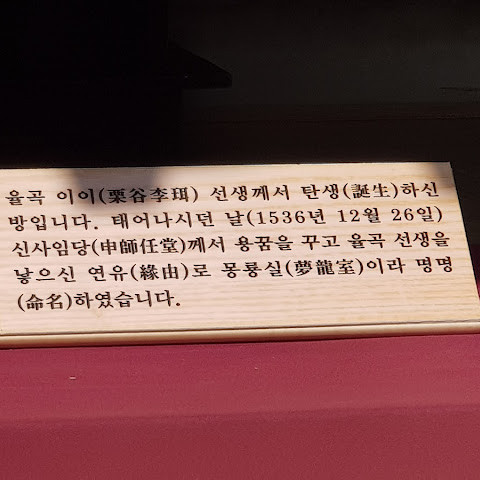 율곡 이이(栗谷李珥) 선생께서 탄생(誕生)하신
방입니다. 태어나시던 날(1536년 12월 26일)
신사임당(申師任堂)께서 용꿈을 꾸고 율곡 선생을
낳으신 연유(緣由)로 몽룡실(夢龍室)이라 명명
(命名)하였습니다.